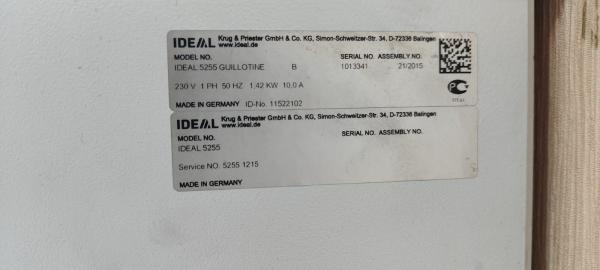 IDEAL Krug & Priester GmbH & Co. KG, Simon-Schweitzer-Str. 34, D-72336 Balingen
www.ideal.de
MODEL NO. SERIAL NO. ASSEMBLY NO.
IDEAL 5255 GUILLOTINE B 1013341 21/2015
230 V 1 PH 50 HZ 1,42 KW 10,0 A
MADE IN GERMANY ID-No. 11522102
IDEAL Krug & Priester GmbH & Co. KG, Simon-Schweitzer-Str. 34, D-72336 Balingen
www.ideal.de
MODEL NO. SERIAL NO. ASSEMBLY NO.
IDEAL 5255
Service NO. 5255 1215
MADE IN GERMANY